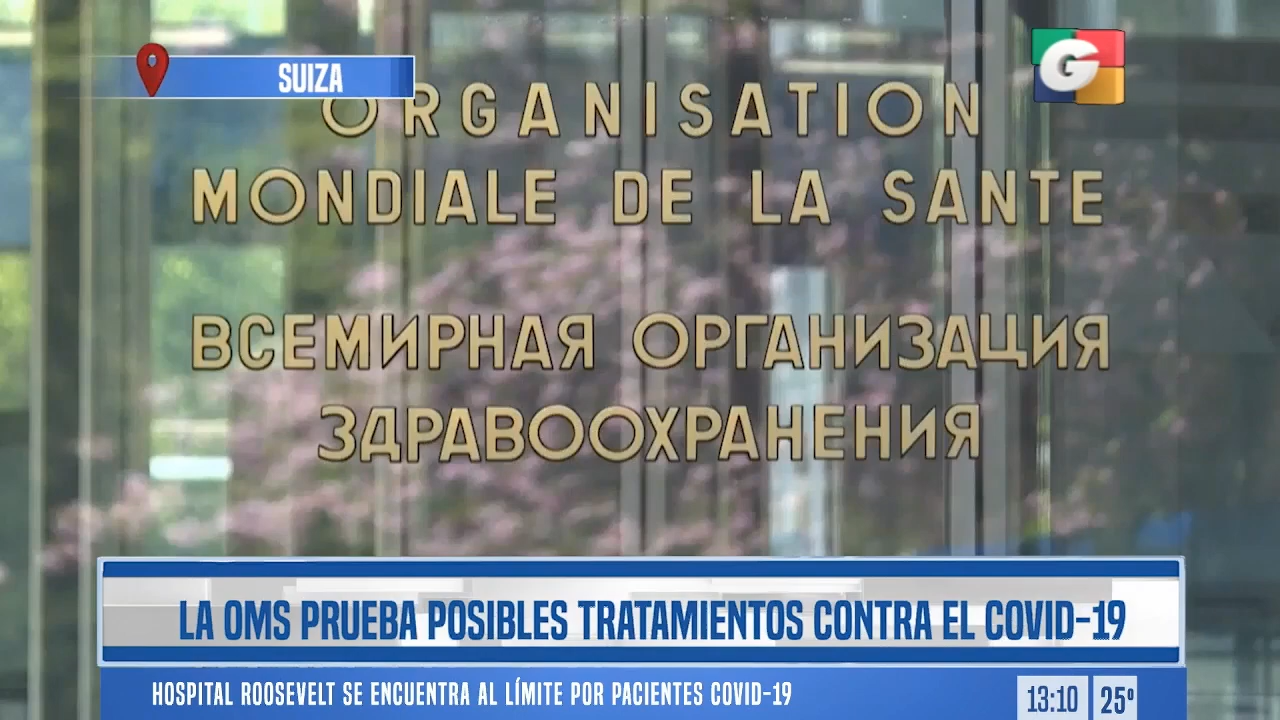 SUIZA
G
ORGANISATION
MONDIALE DE LA SANTE
ВСЕМИРНАЯ ОРГАНИЗАЦИЯ
ЗДРАВООХРАНЕНИЯ
LA OMS PRUEBA POSIBLES TRATAMIENTOS CONTRA EL COVID-19
HOSPITAL ROOSEVELT SE ENCUENTRA AL LÍMITE POR PACIENTES COVID-19
13:10 25º